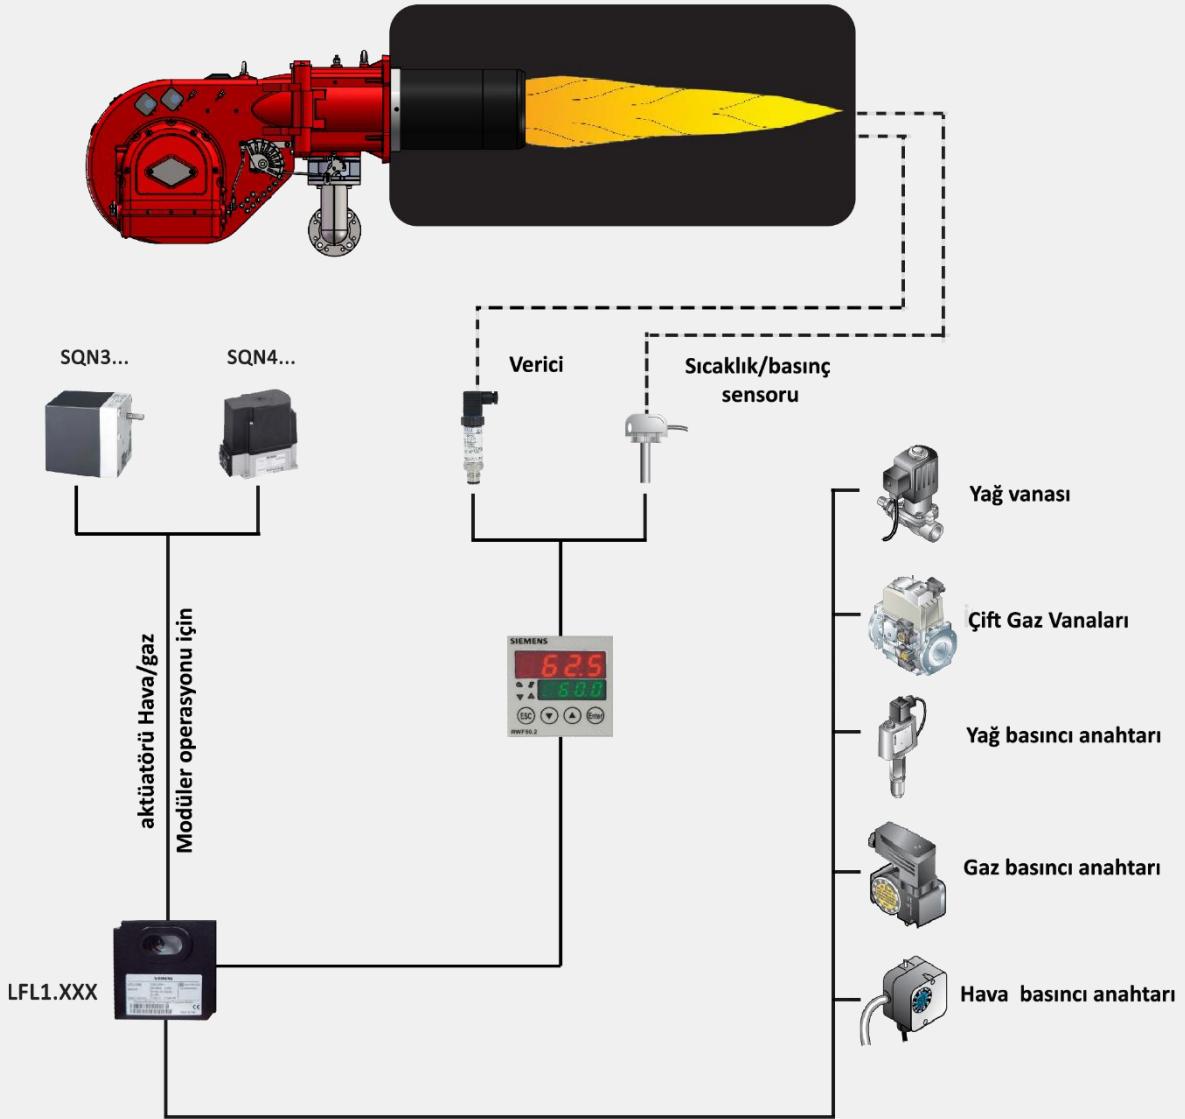 SQN3...
SQN4...
Verici
Sıcaklık/basınç
sensoru
Yağ vanası
Çift Gaz Vanaları
Yağ basıncı anahtarı
Gaz basıncı anahtarı
Hava basıncı anahtarı
aktüatörü Hava/gaz
Modüler operasyonu için
SIEMENS
62.5
60.0
ESC
Enter
RWF50.2
LFL1.XXX
SIEMENS